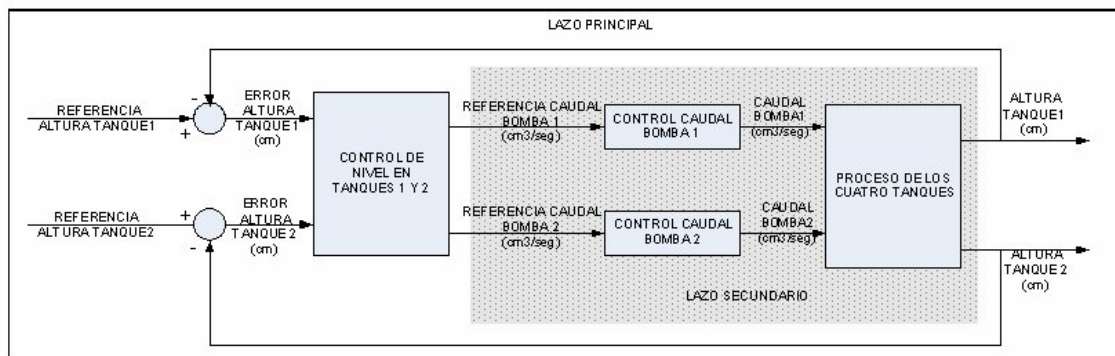 LAZO PRINCIPAL
REFERENCIA
ALTURA TANQUE1
-
+
ERROR
ALTURA
TANQUE1
(cm)
CONTROL DE
NIVEL EN
TANQUES 1 Y 2
REFERENCIA CAUDAL
BOMBA 1
(cm3/seg)
CONTROL CAUDAL
BOMBA 1
CAUDAL
BOMBA1
(cm3/seg)
PROCESO DE LOS
CUATRO TANQUES
ALTURA
TANQUE1
(cm)
REFERENCIA
ALTURA TANQUE2
+
-
ERROR
ALTURA
TANQUE 2
(cm)
REFERENCIA CAUDAL
BOMBA 2
(cm3/seg)
CONTROL CAUDAL
BOMBA 2
CAUDAL
BOMBA2
(cm3/seg)
ALTURA
TANQUE 2
(cm)
LAZO SECUNDARIO